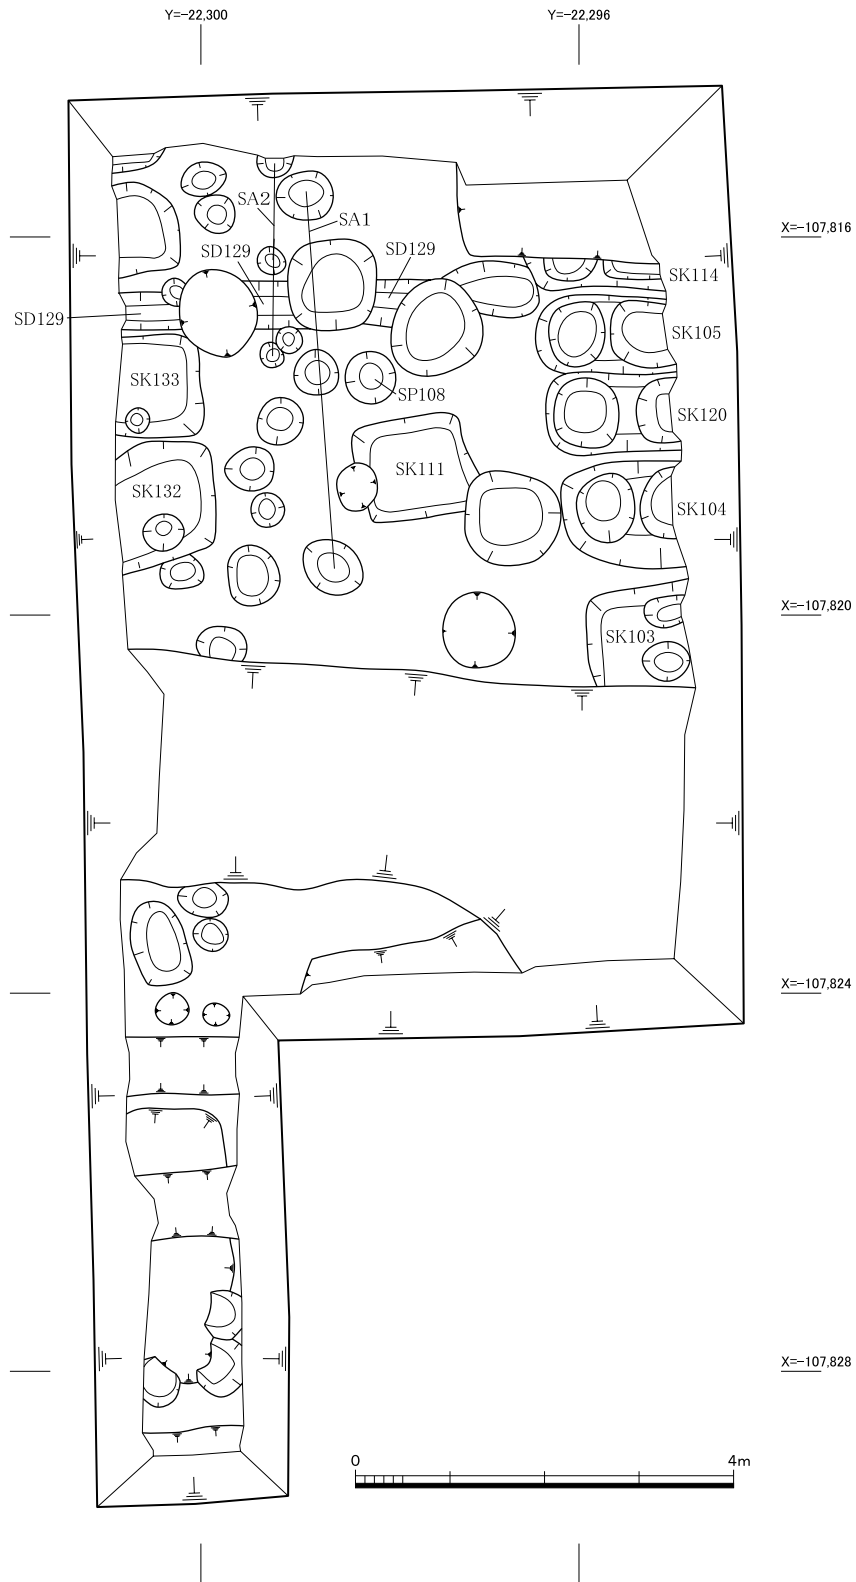 Y=-22,300
Y=-22,296
SA2
SA1
X=-107,816
SD129
SD129
SK114
SD129
SK105
SK133
SP108
SK120
SK111
SK132
SK104
X=-107,820
SK103
X=-107,824
X=-107,828
0
4m